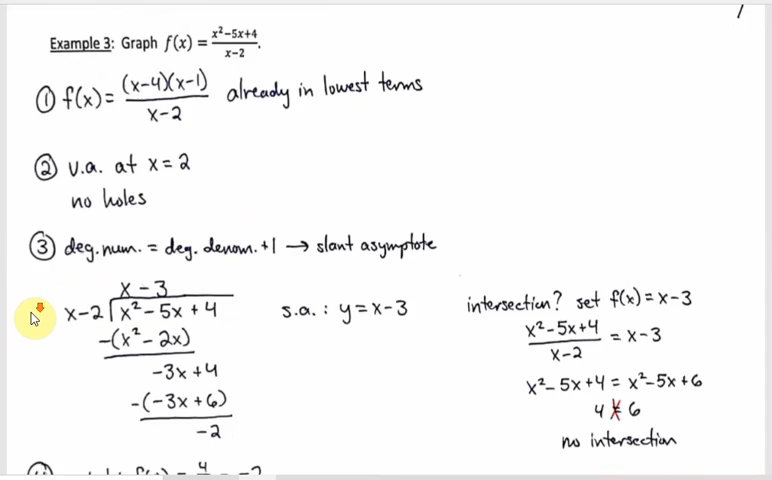 Example 3: Graph f(x) = x²−5x+4 / x−2.
① f(x) = (x−4)(x−1) / x−2 already in lowest terms
② v.a. at x = 2
no holes
③ deg. num. = deg. denom. +1 → slant asymptote
x − 3
x−2 | x² − 5x + 4
−(x² − 2x)
−3x + 4
−(−3x + 6)
−2
s.a. : y = x − 3
intersection? set f(x) = x − 3
x² − 5x + 4 / x − 2 = x − 3
x² − 5x + 4 = x² − 5x + 6
4 ≠ 6
no intersection